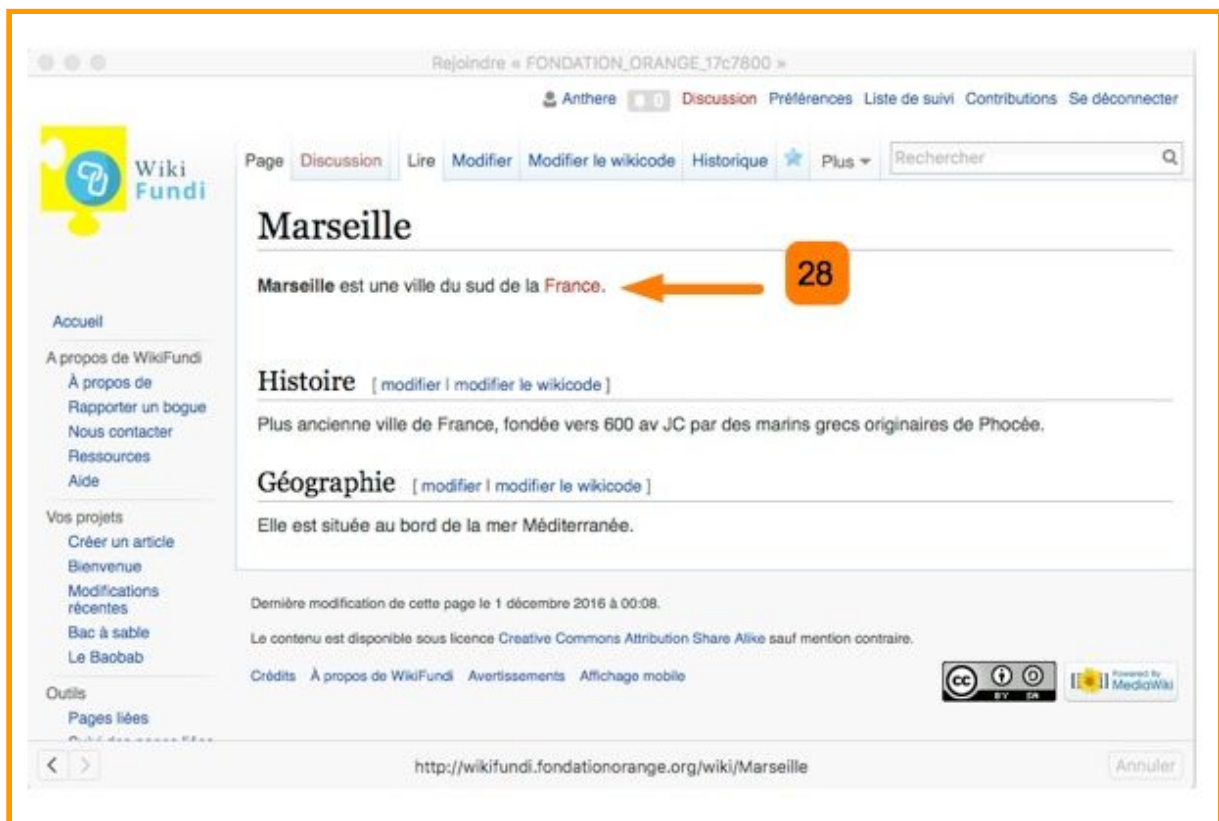 Rejoindre « FONDATION_ORANGE_17c7800 »
Anthere 0 Discussion Préférences Liste de suivi Contributions Se déconnecter
Wiki
Fundi
Page Discussion Lire Modifier Modifier le wikicode Historique Plus Rechercher
Marseille
Marseille est une ville du sud de la France.
28
Histoire [ modifier | modifier le wikicode ]
Plus ancienne ville de France, fondée vers 600 av JC par des marins grecs originaires de Phocée.
Géographie [ modifier | modifier le wikicode ]
Elle est située au bord de la mer Méditerranée.
Dernière modification de cette page le 1 décembre 2016 à 00:08.
Le contenu est disponible sous licence Creative Commons Attribution Share Alike sauf mention contraire.
Crédits À propos de WikiFundi Avertissements Affichage mobile
cc BY SA
Powered By
MediaWiki
Accueil
A propos de WikiFundi
À propos de
Rapporter un bogue
Nous contacter
Ressources
Aide
Vos projets
Créer un article
Bienvenue
Modifications
récentes
Bac à sable
Le Baobab
Outils
Pages liées
http://wikifundi.fondationorange.org/wiki/Marseille
Annuler